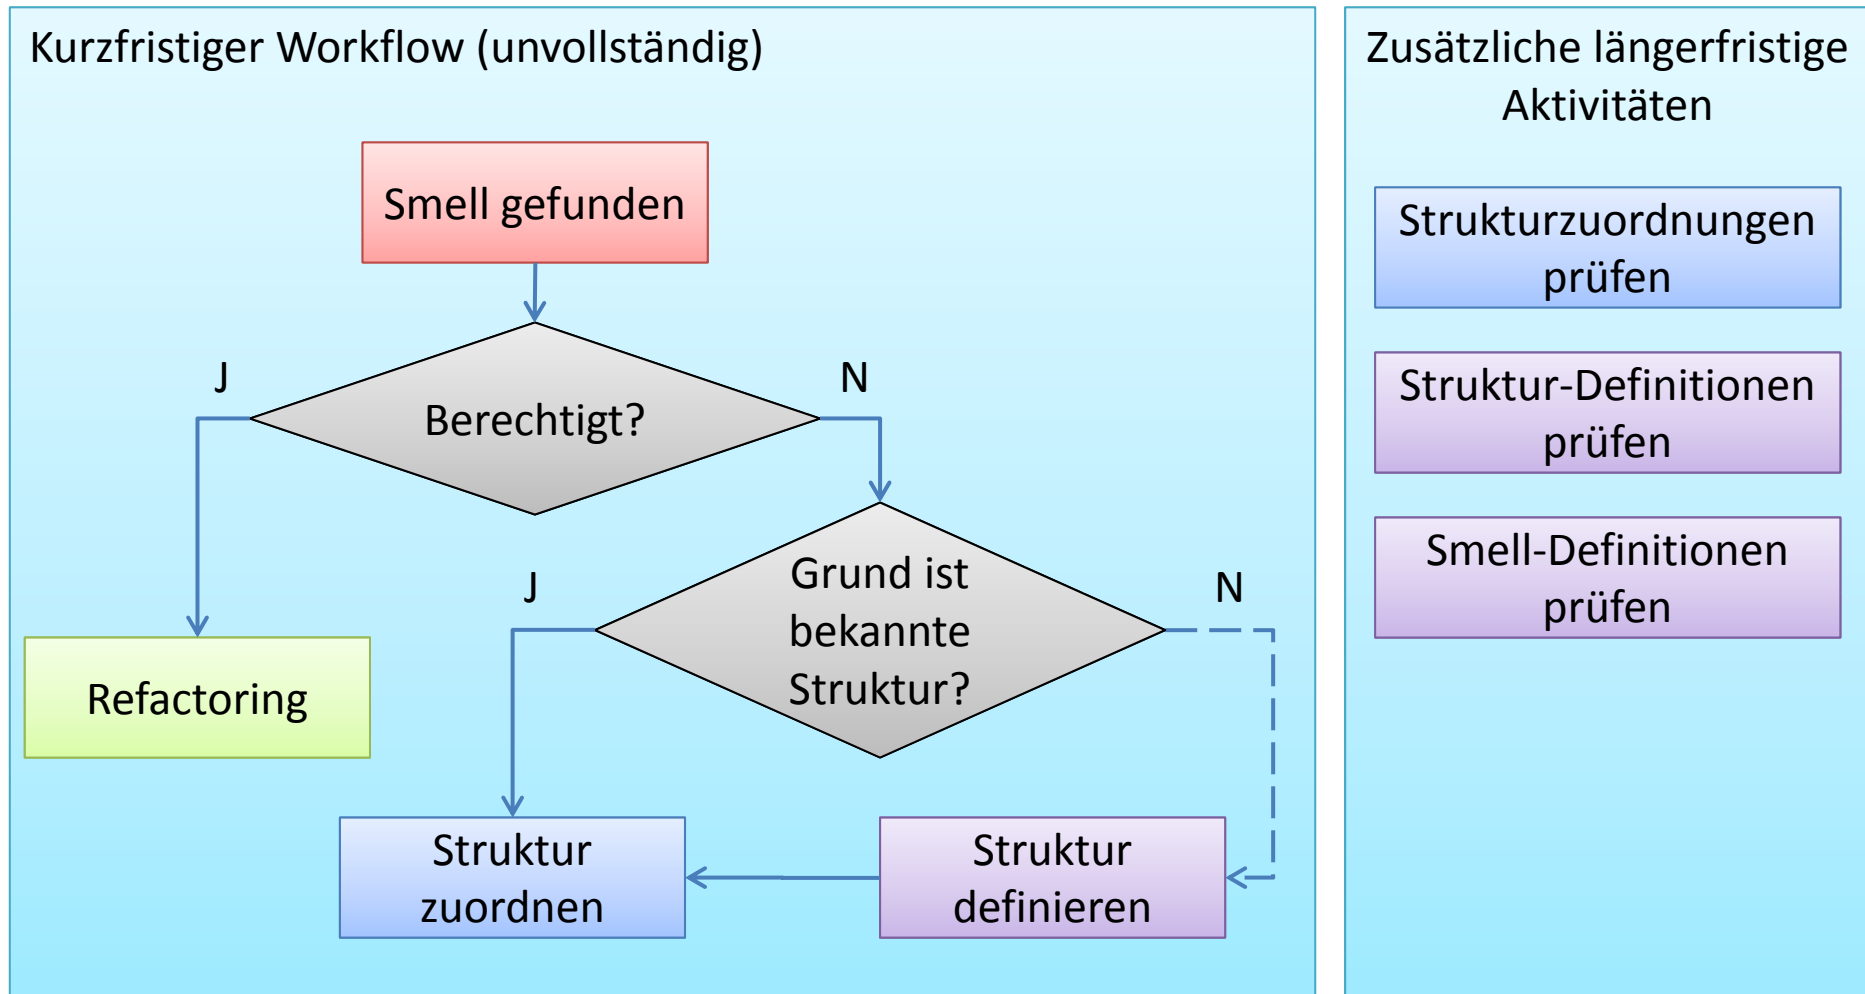 Kurzfristiger Workflow (unvollständig)
Smell gefunden
J
N
Berechtigt?
J
Grund ist
bekannte
Struktur?
N
Refactoring
Struktur
zuordnen
Struktur
definieren
Zusätzliche längerfristige
Aktivitäten
Strukturzuordnungen
prüfen
Struktur-Definitionen
prüfen
Smell-Definitionen
prüfen